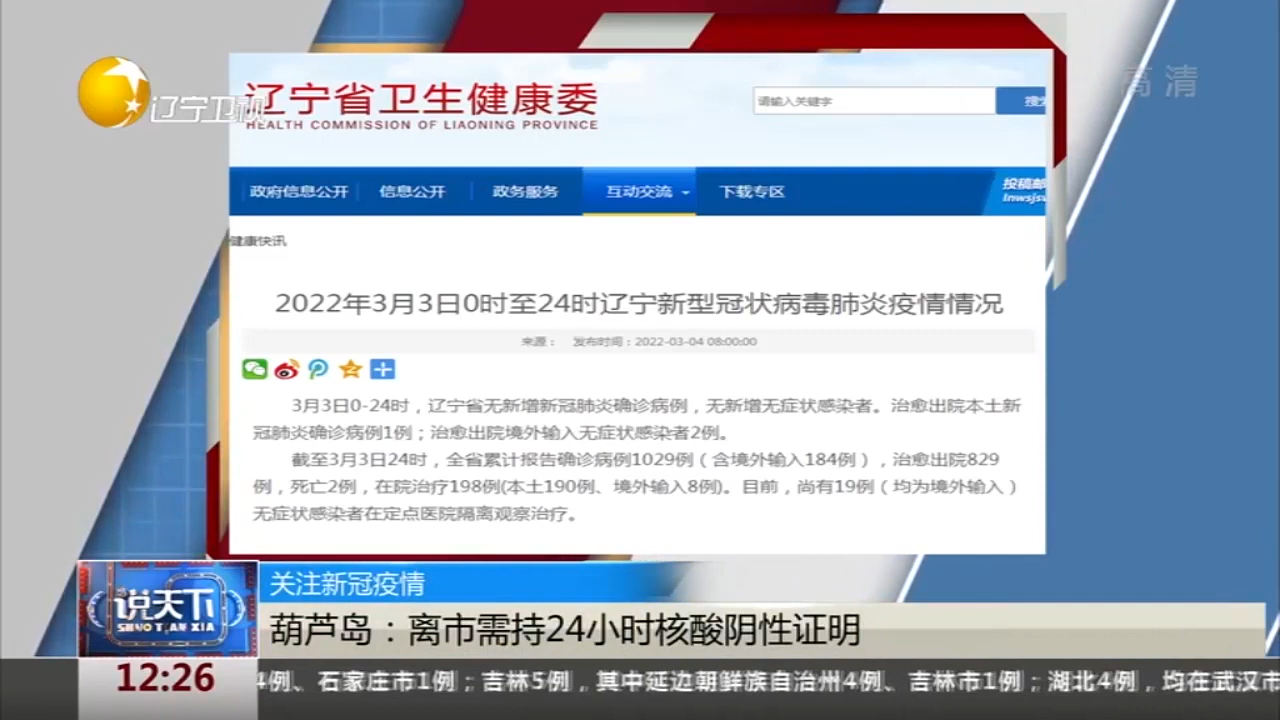 辽宁卫视
高清
辽宁省卫生健康委
HEALTH COMMISSION OF LIAONING PROVINCE
请输入关键字
政府信息公开 信息公开 政务服务 互动交流 下载专区
投稿邮
lnwsjs
健康快讯
2022年3月3日0时至24时辽宁新型冠状病毒肺炎疫情情况
来源： 发布时间：2022-03-04 08:00:00
3月3日0-24时，辽宁省无新增新冠肺炎确诊病例，无新增无症状感染者。治愈出院本土新
冠肺炎确诊病例1例；治愈出院境外输入无症状感染者2例。
截至3月3日24时，全省累计报告确诊病例1029例（含境外输入184例），治愈出院829
例，死亡2例，在院治疗198例(本土190例、境外输入8例)。目前，尚有19例（均为境外输入）
无症状感染者在定点医院隔离观察治疗。
说天下
SHUO TIAN XIA
关注新冠疫情
葫芦岛：离市需持24小时核酸阴性证明
12:26
4例、石家庄市1例；吉林5例，其中延边朝鲜族自治州4例、吉林市1例；湖北4例，均在武汉市